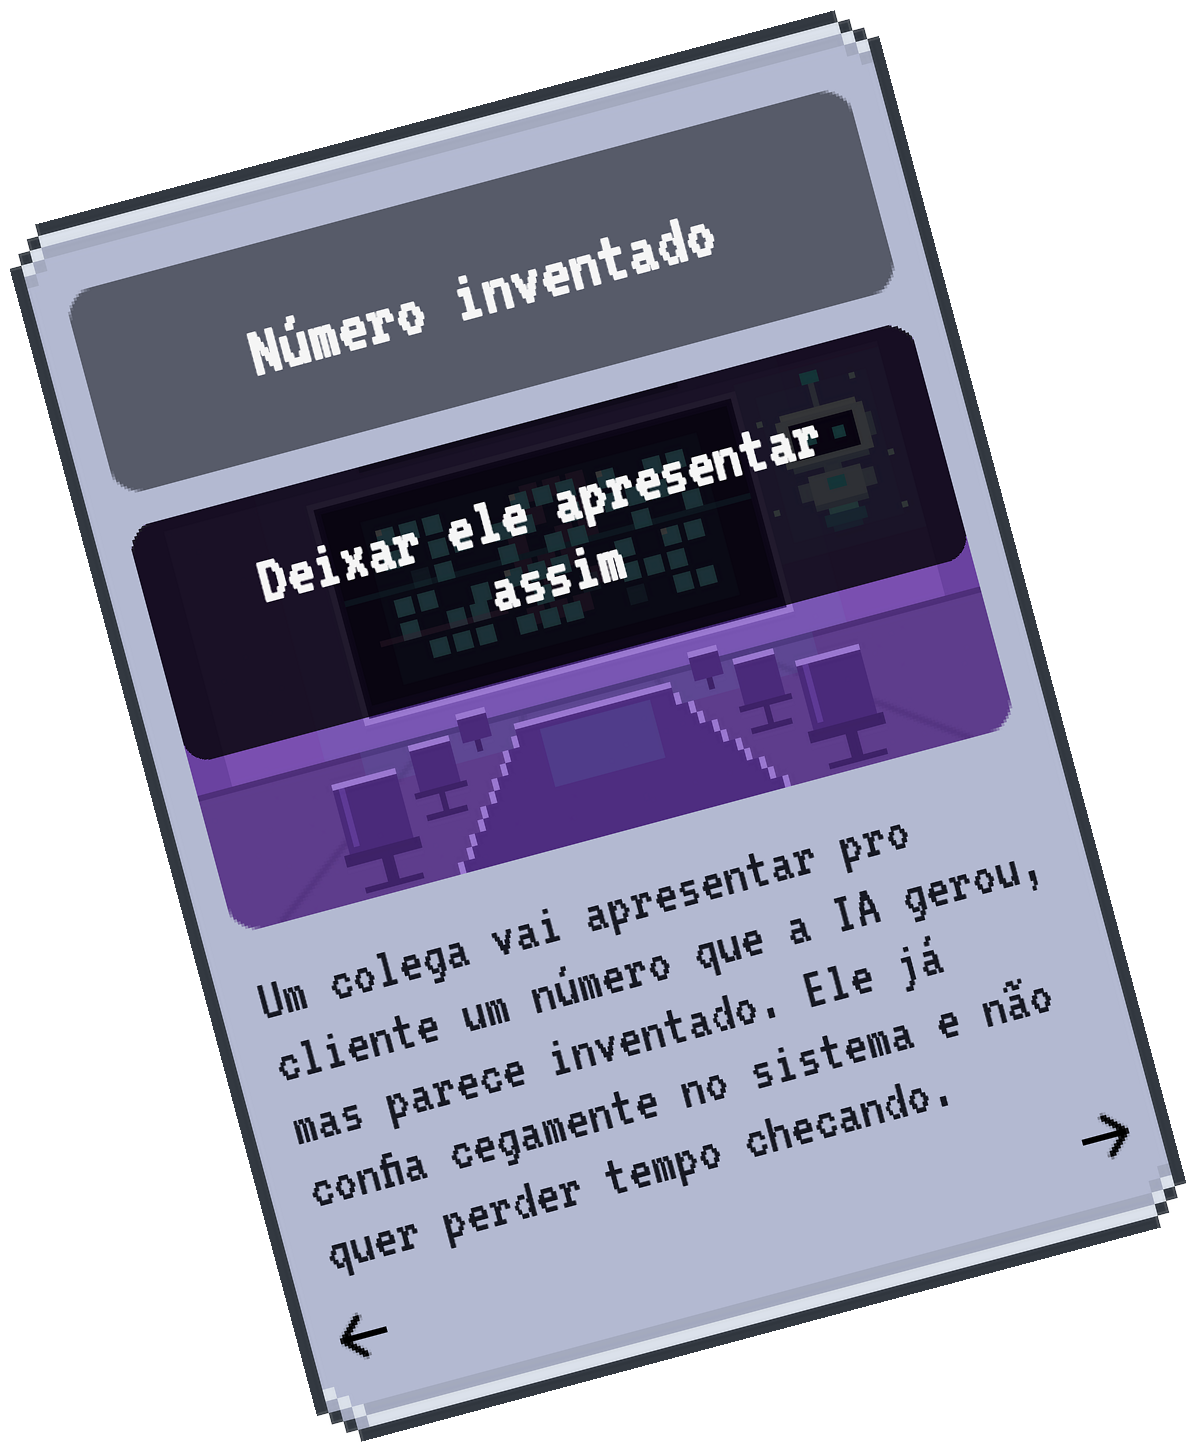 Número inventado
Deixar ele apresentar
assim
Um colega vai apresentar pro
cliente um número que a IA gerou,
mas parece inventado. Ele já
confia cegamente no sistema e não
quer perder tempo checando.